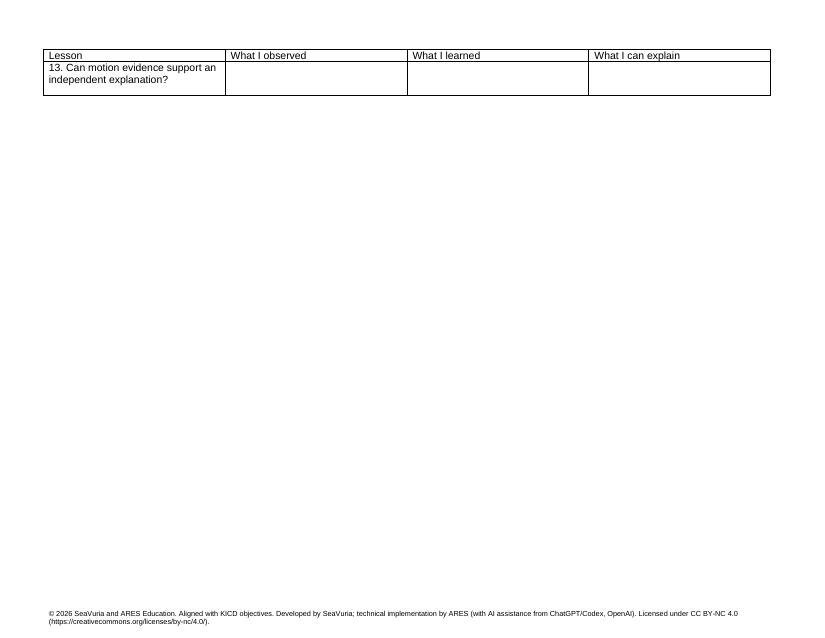 Lesson What I observed What I learned What I can explain
13. Can motion evidence support an
independent explanation?
© 2026 SeaVuria and ARES Education. Aligned with KICD objectives. Developed by SeaVuria; technical implementation by ARES (with AI assistance from ChatGPT/Codex, OpenAI). Licensed under CC BY-NC 4.0
(https://creativecommons.org/licenses/by-nc/4.0/).